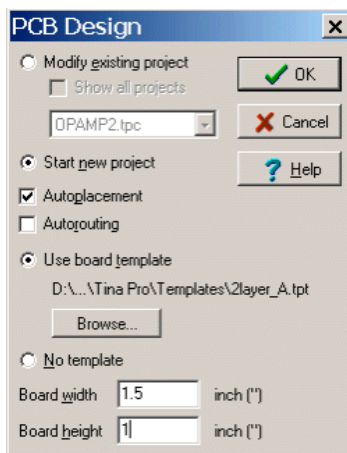 PCB Design
Modify existing project
OK
Show all projects
OPAMP2.tpc
Cancel
Start new project
Help
Autoplacement
Autorouting
Use board template
D:\...\Tina Pro\Templates\2layer_A.tpt
Browse...
No template
Board width 1.5 inch (")
Board height 1 inch (")